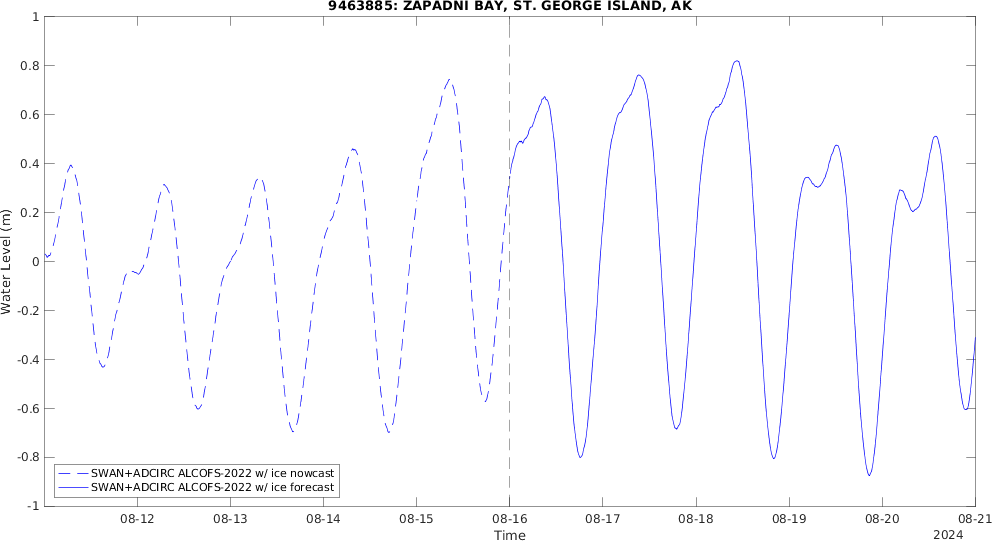 9463885: ZAPADNI BAY, ST. GEORGE ISLAND, AK
1
0.8
0.6
0.4
0.2
0
-0.2
-0.4
-0.6
-0.8
-1
Water Level (m)
SWAN+ADCIRC ALCOFS-2022 w/ ice nowcast
SWAN+ADCIRC ALCOFS-2022 w/ ice forecast
08-12 08-13 08-14 08-15 08-16 08-17 08-18 08-19 08-20 08-21
Time
2024